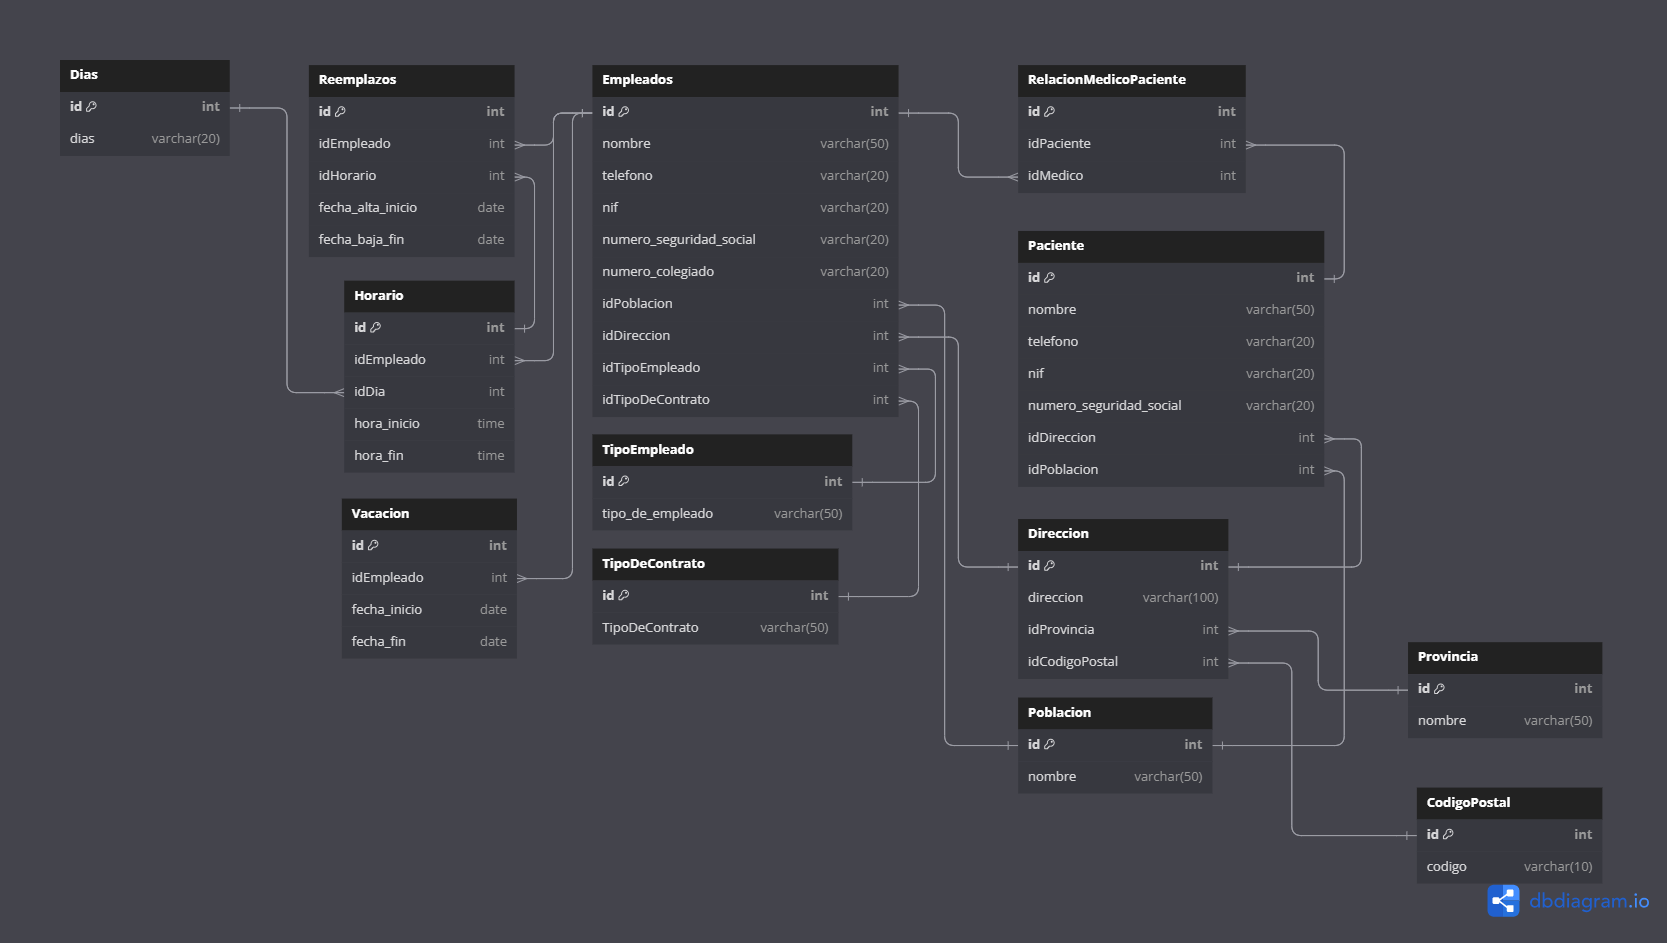 Dias
id int
dias varchar(20)
Reemplazos
id int
idEmpleado int
idHorario int
fecha_alta_inicio date
fecha_baja_fin date
Horario
id int
idEmpleado int
idDia int
hora_inicio time
hora_fin time
Vacacion
id int
idEmpleado int
fecha_inicio date
fecha_fin date
Empleados
id int
nombre varchar(50)
telefono varchar(20)
nif varchar(20)
numero_seguridad_social varchar(20)
numero_colegiado varchar(20)
idPoblacion int
idDireccion int
idTipoEmpleado int
idTipoDeContrato int
TipoEmpleado
id int
tipo_de_empleado varchar(50)
TipoDeContrato
id int
TipoDeContrato varchar(50)
RelacionMedicoPaciente
id int
idPaciente int
idMedico int
Paciente
id int
nombre varchar(50)
telefono varchar(20)
nif varchar(20)
numero_seguridad_social varchar(20)
idDireccion int
idPoblacion int
Direccion
id int
direccion varchar(100)
idProvincia int
idCodigoPostal int
Poblacion
id int
nombre varchar(50)
Provincia
id int
nombre varchar(50)
CodigoPostal
id int
codigo varchar(10)
dbdiagram.io